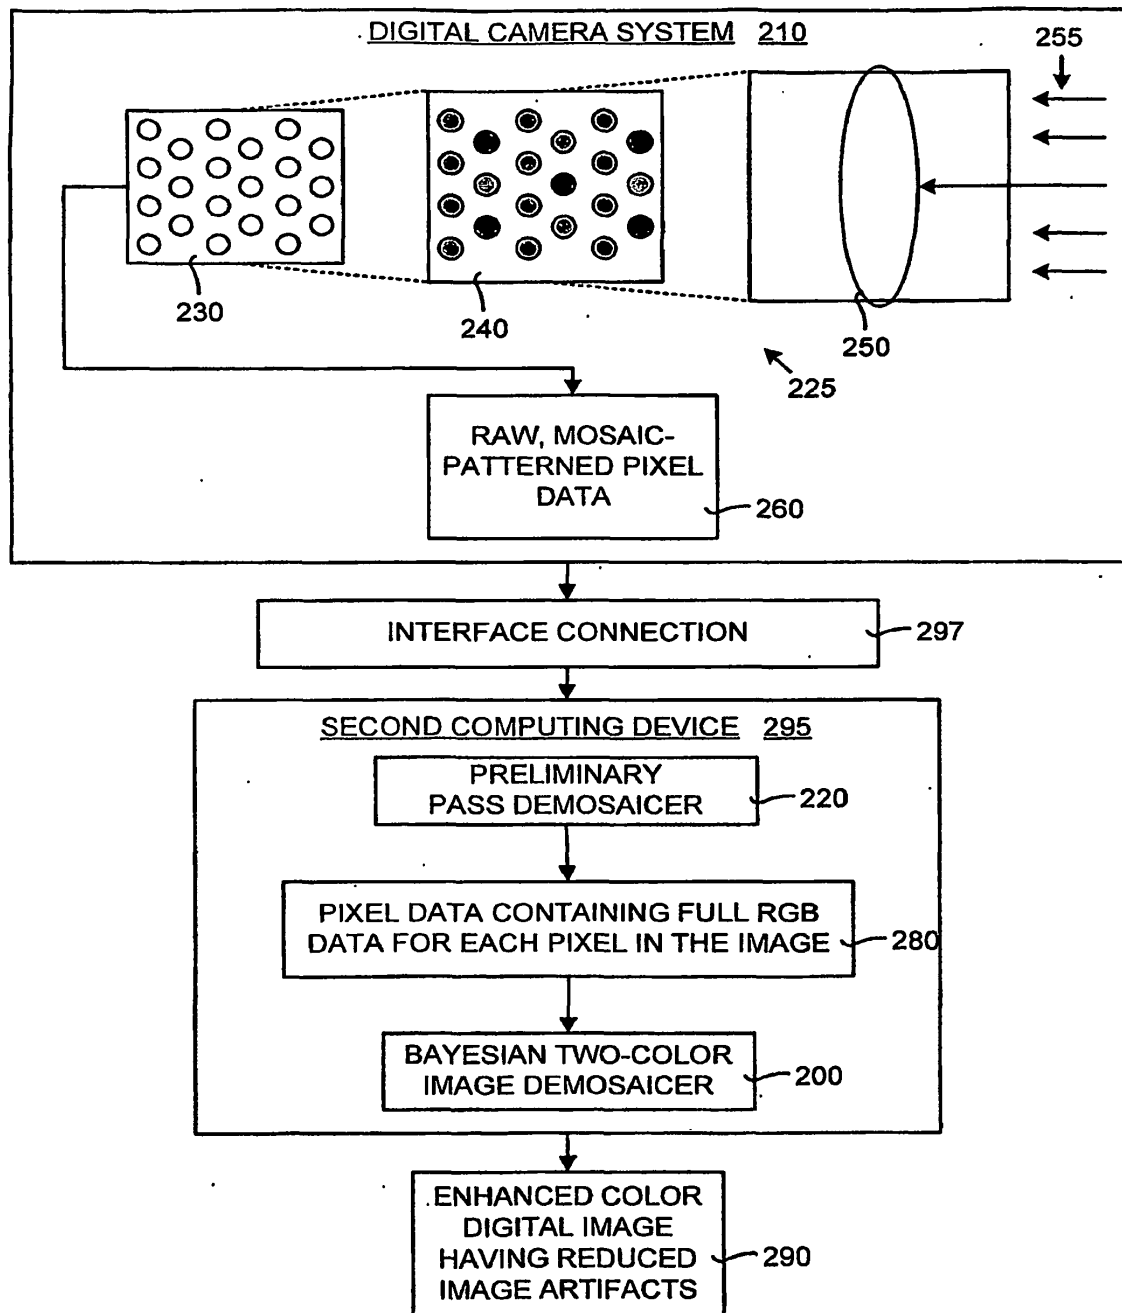 DIGITAL CAMERA SYSTEM 210
255
230
240
250
225
RAW, MOSAIC-
PATTERNED PIXEL
DATA
260
INTERFACE CONNECTION
297
SECOND COMPUTING DEVICE 295
PRELIMINARY
PASS DEMOSAICER
220
PIXEL DATA CONTAINING FULL RGB
DATA FOR EACH PIXEL IN THE IMAGE
280
BAYESIAN TWO-COLOR
IMAGE DEMOSAICER
200
ENHANCED COLOR
DIGITAL IMAGE
HAVING REDUCED
IMAGE ARTIFACTS
290